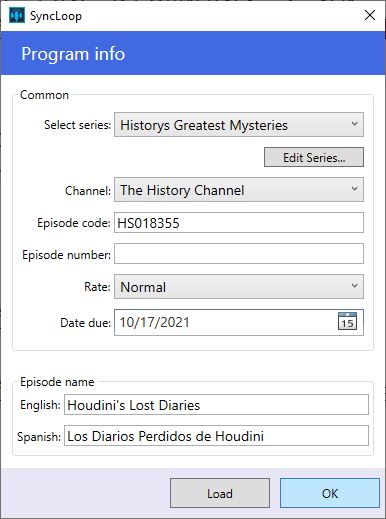 SyncLoop
Program info
Common
Select series: Historys Greatest Mysteries
Edit Series...
Channel: The History Channel
Episode code: HS018355
Episode number:
Rate: Normal
Date due: 10/17/2021 15
Episode name
English: Houdini's Lost Diaries
Spanish: Los Diarios Perdidos de Houdini
Load OK